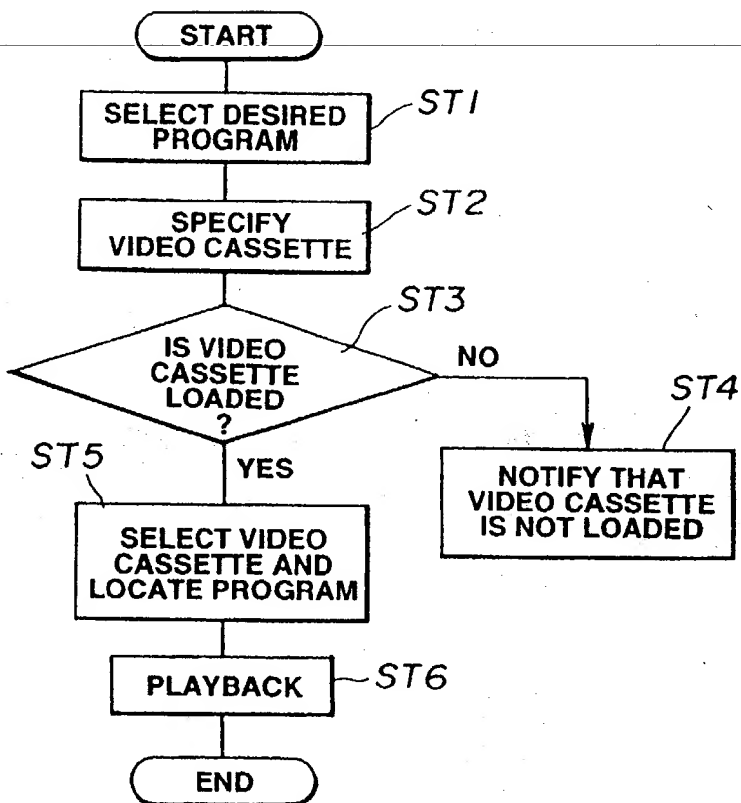 START
SELECT DESIRED
PROGRAM
ST1
SPECIFY
VIDEO CASSETTE
ST2
IS VIDEO
CASSETTE
LOADED
?
ST3
NO
YES
NOTIFY THAT
VIDEO CASSETTE
IS NOT LOADED
ST4
ST5
SELECT VIDEO
CASSETTE AND
LOCATE PROGRAM
PLAYBACK
ST6
END